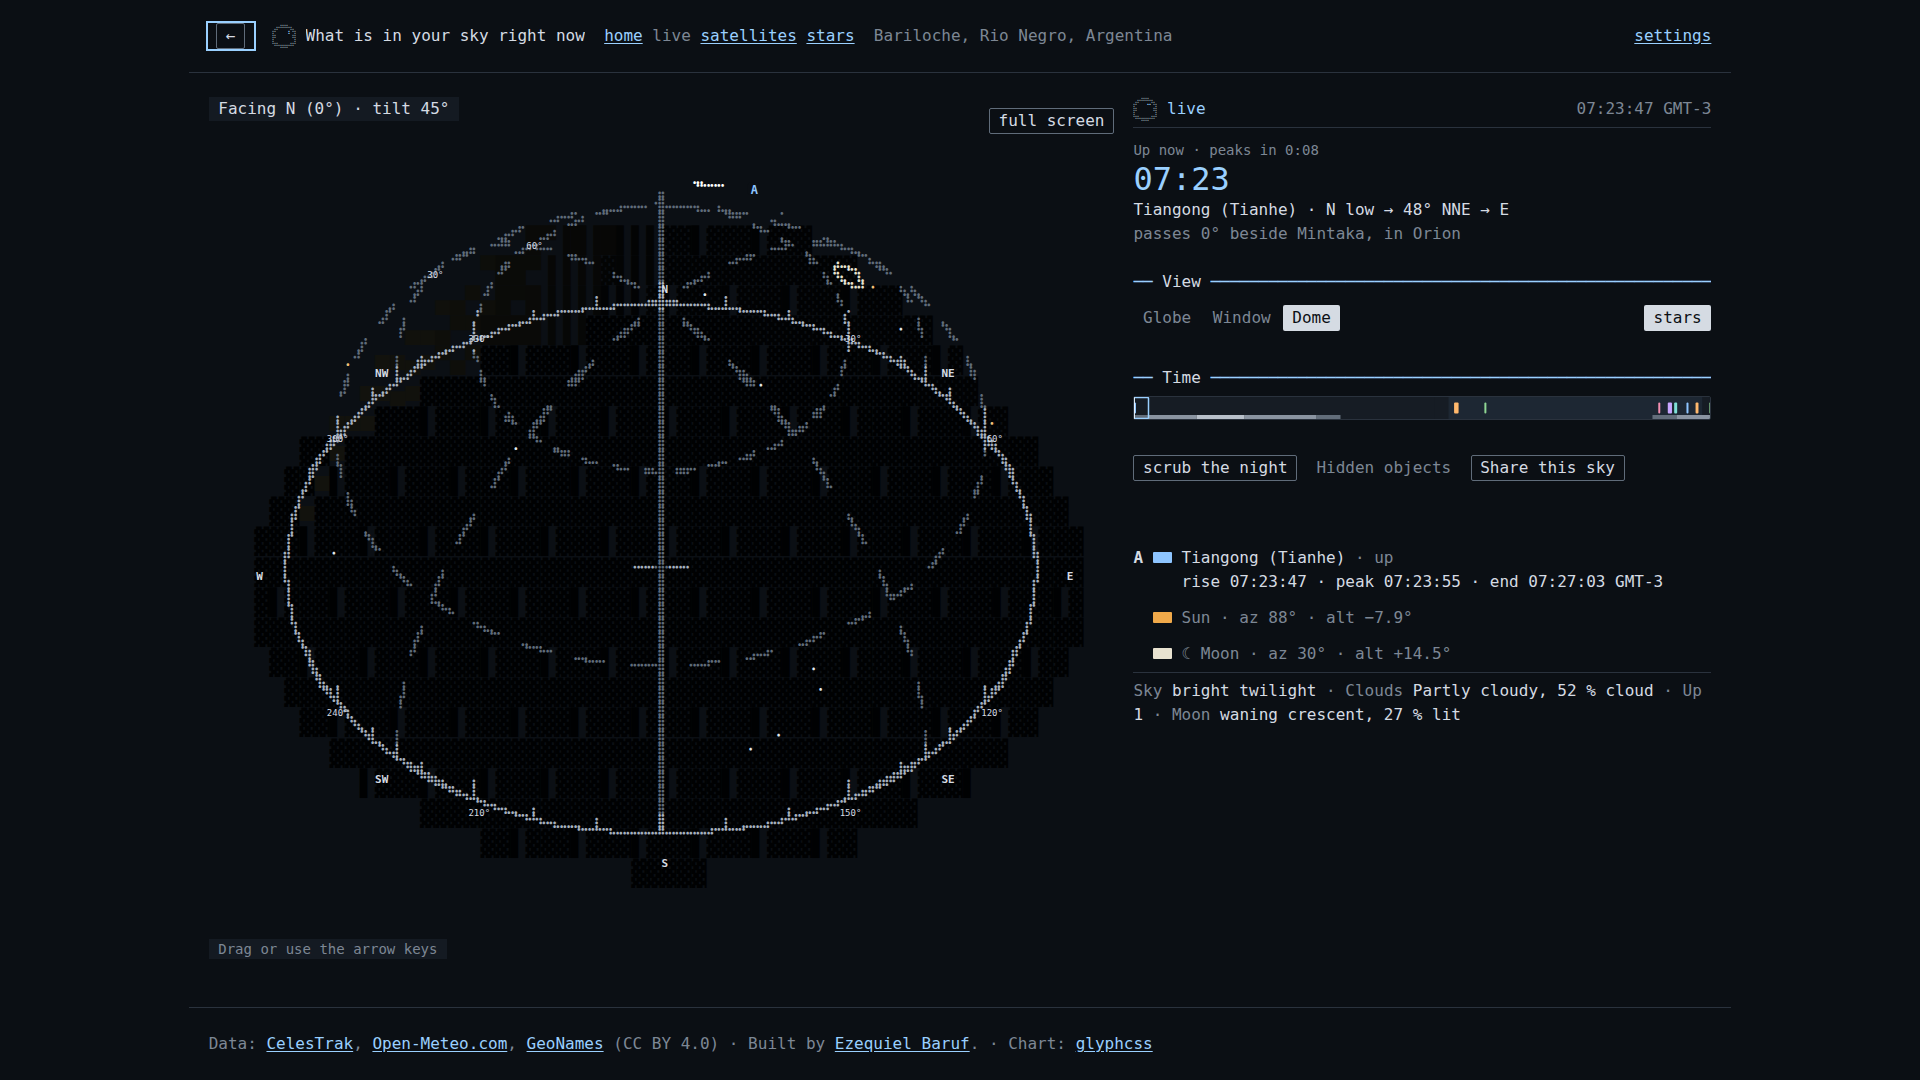 ← What is in your sky right now home live satellites stars Bariloche, Rio Negro, Argentina settings
Facing N (0°) · tilt 45°
full screen
A
60°
30°
N
330°
30°
NW
NE
300°
60°
W
E
240°
120°
SW
SE
210°
150°
S
Drag or use the arrow keys
live 07:23:47 GMT-3
Up now · peaks in 0:08
07:23
Tiangong (Tianhe) · N low → 48° NNE → E
passes 0° beside Mintaka, in Orion
View
Globe Window Dome stars
Time
scrub the night Hidden objects Share this sky
A Tiangong (Tianhe) · up
rise 07:23:47 · peak 07:23:55 · end 07:27:03 GMT-3
Sun · az 88° · alt −7.9°
☾ Moon · az 30° · alt +14.5°
Sky bright twilight · Clouds Partly cloudy, 52 % cloud · Up
1 · Moon waning crescent, 27 % lit
Data: CelesTrak, Open-Meteo.com, GeoNames (CC BY 4.0) · Built by Ezequiel Baruf. · Chart: glyphcss